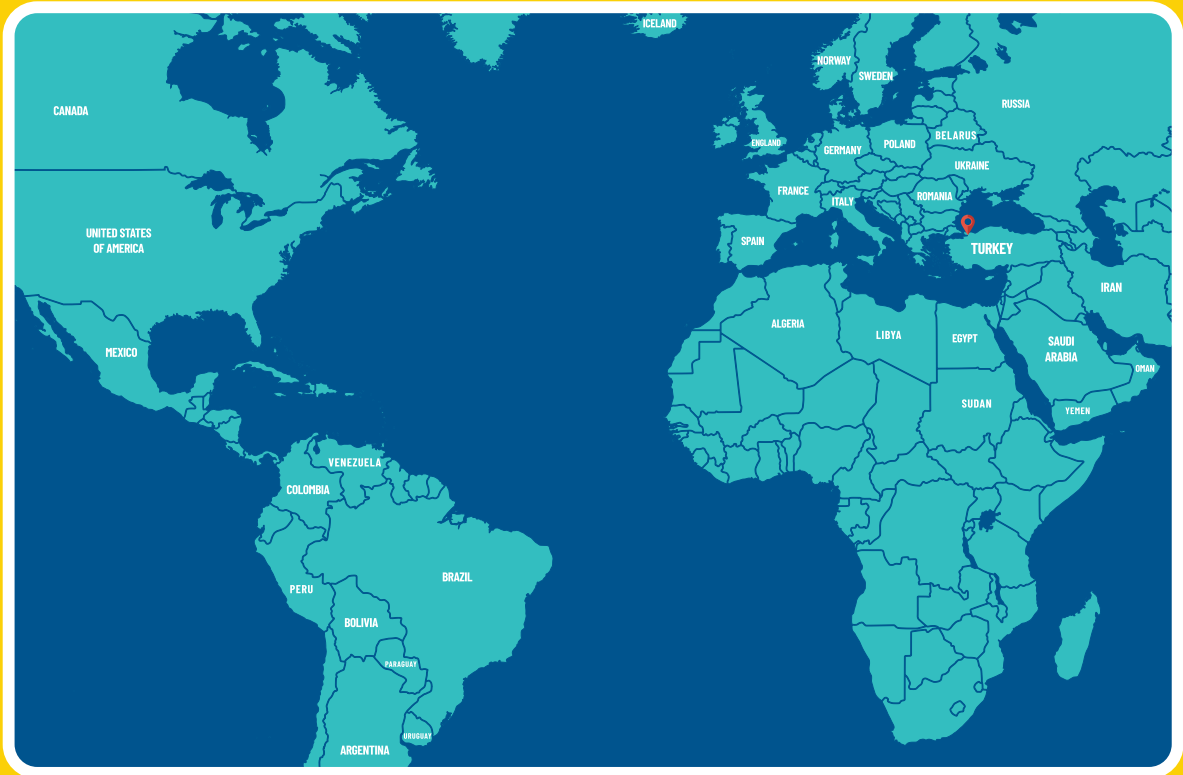 ICELAND
NORWAY
SWEDEN
RUSSIA
CANADA
BELARUS
ENGLAND
GERMANY
POLAND
UKRAINE
FRANCE
ITALY
ROMANIA
UNITED STATES
OF AMERICA
SPAIN
TURKEY
IRAN
ALGERIA
LIBYA
EGYPT
SAUDI
ARABIA
MEXICO
OMAN
SUDAN
YEMEN
VENEZUELA
COLOMBIA
BRAZIL
PERU
BOLIVIA
PARAGUAY
URUGUAY
ARGENTINA